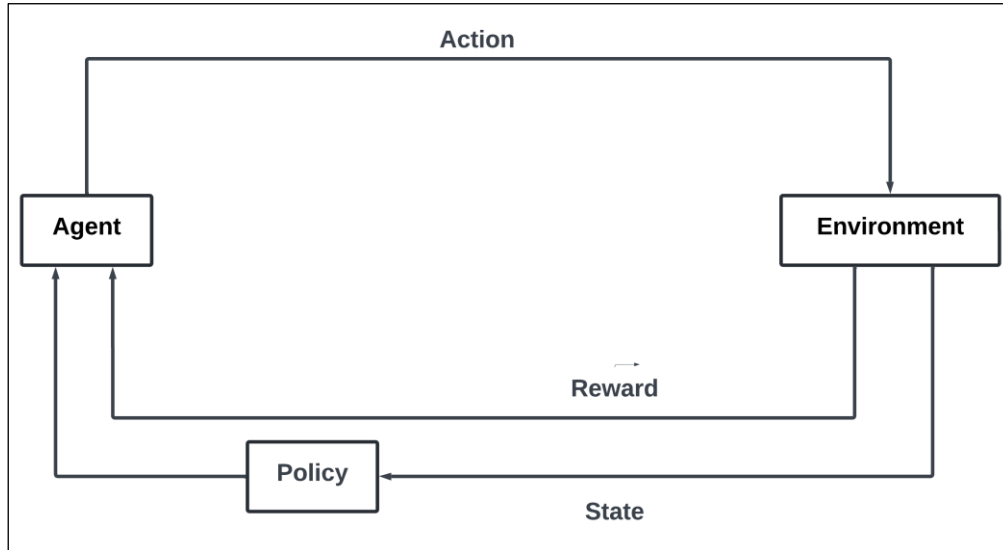 Action
Agent
Environment
Reward
Policy
State